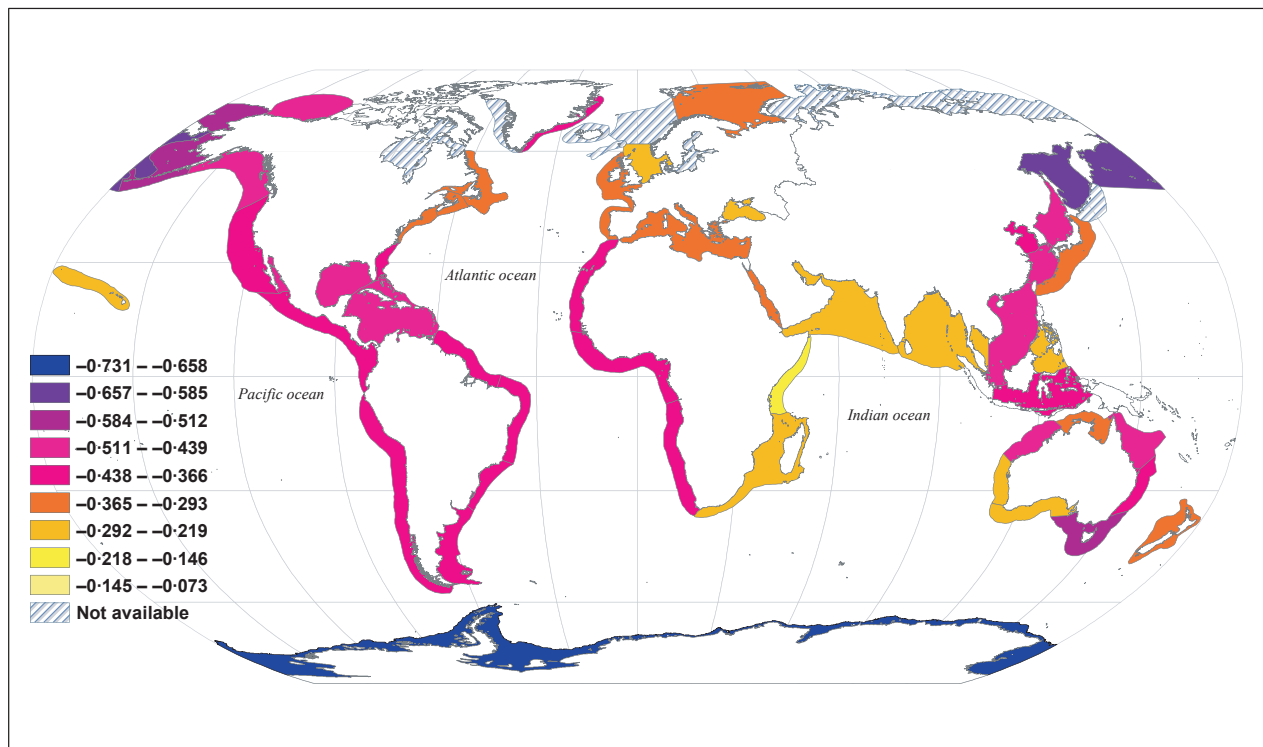 Atlantic ocean
Pacific ocean
Indian ocean
–0·731 – –0·658
–0·657 – –0·585
–0·584 – –0·512
–0·511 – –0·439
–0·438 – –0·366
–0·365 – –0·293
–0·292 – –0·219
–0·218 – –0·146
–0·145 – –0·073
Not available